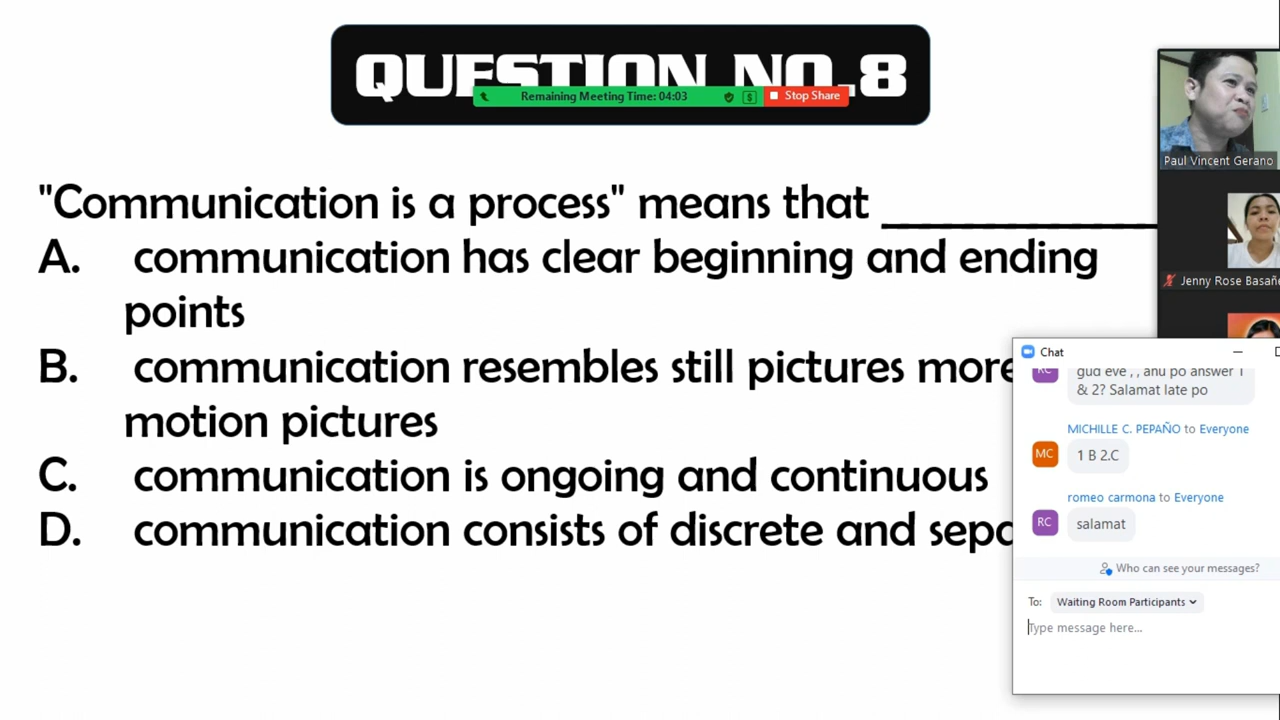 QUESTION NO.8
Remaining Meeting Time: 04:03
Stop Share
Paul Vincent Gerano
"Communication is a process" means that ____________
A. communication has clear beginning and ending
points
B. communication resembles still pictures more
motion pictures
C. communication is ongoing and continuous
D. communication consists of discrete and
Jenny Rose
Chat
RC
gud eve , , anu po answer 1
& 2? Salamat late po
MICHILLE C. PEPAÑO to Everyone
MC
1 B 2.C
romeo carmona to Everyone
RC
salamat
Who can see your messages?
To: Waiting Room Participants
Type message here...